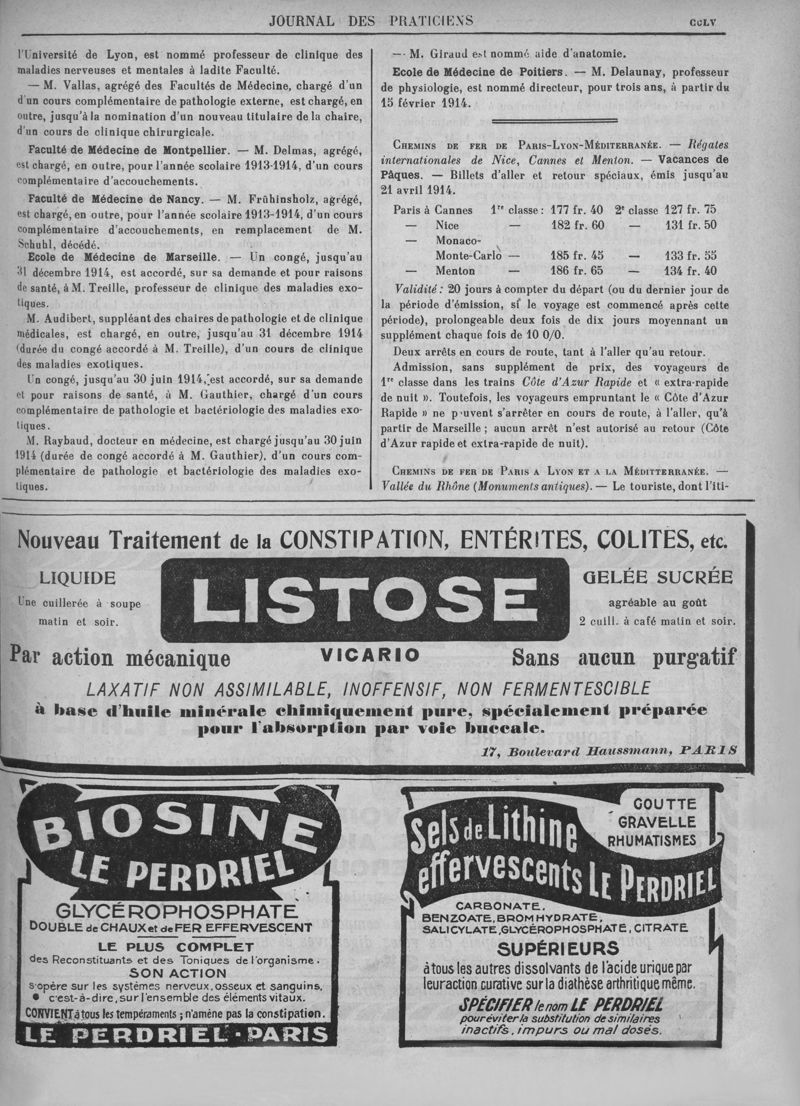 JOURNAL DES PRATICIENS
CCLV
l'Université de Lyon, est nommé professeur de clinique des
maladies nerveuses et mentales à ladite Faculté.
— M. Vallas, agrégé des Facultés de Médecine, chargé d'un
d'un cours complémentaire de pathologie externe, est chargé, en
outre, jusqu'à la nomination d'un nouveau titulaire de la chaire,
d'un cours de clinique chirurgicale.
Faculté de Médecine de Montpellier. — M. Delmas, agrégé,
est chargé, en outre, pour l'année scolaire 1913-1914, d'un cours
complémentaire d'accouchements.
Faculté de Médecine de Nancy. — M. Frühinsholz, agrégé,
est chargé, en outre, pour l'année scolaire 1913-1914, d'un cours
complémentaire d'accouchements, en remplacement de M.
Schuhl, décédé.
Ecole de Médecine de Marseille. — Un congé, jusqu'au
31 décembre 1914, est accordé, sur sa demande et pour raisons
de santé, à M. Treille, professeur de clinique des maladies exo-
tiques.
M. Audibert, suppléant des chaires de pathologie et de clinique
médicales, est chargé, en outre, jusqu'au 31 décembre 1914
(durée du congé accordé à M. Treille), d'un cours de clinique
des maladies exotiques.
Un congé, jusqu'au 30 juin 1914, est accordé, sur sa demande
et pour raisons de santé, à M. Gauthier, chargé d'un cours
complémentaire de pathologie et bactériologie des maladies exo-
tiques.
M. Raybaud, docteur en médecine, est chargé jusqu'au 30 juin
1914 (durée de congé accordé à M. Gauthier), d'un cours com-
plémentaire de pathologie et bactériologie des maladies exo-
tiques.
— M. Giraud est nommé aide d'anatomie.
Ecole de Médecine de Poitiers. — M. Delaunay, professeur
de physiologie, est nommé directeur, pour trois ans, à partir du
15 février 1914.
CHEMINS DE FER DE PARIS-LYON-MÉDITERRANÉE. — Régates
internationales de Nice, Cannes et Menton. — Vacances de
Pâques. — Billets d'aller et retour spéciaux, émis jusqu'au
21 avril 1914.
Paris à Cannes 1re classe : 177 fr. 40 2e classe 127 fr. 75
— Nice — 182 fr. 60 — 131 fr. 50
— Monaco-
Monte-Carlo — 185 fr. 45 — 133 fr. 55
— Menton — 186 fr. 65 — 134 fr. 40
Validité : 20 jours à compter du départ (ou du dernier jour de
la période d'émission, si le voyage est commencé après cette
période), prolongeable deux fois de dix jours moyennant un
supplément chaque fois de 10 0/0.
Deux arrêts en cours de route, tant à l'aller qu'au retour.
Admission, sans supplément de prix, des voyageurs de
1re classe dans les trains Côte d'Azur Rapide et « extra-rapide
de nuit ». Toutefois, les voyageurs empruntant le « Côte d'Azur
Rapide » ne peuvent s'arrêter en cours de route, à l'aller, qu'à
partir de Marseille ; aucun arrêt n'est autorisé au retour (Côte
d'Azur rapide et extra-rapide de nuit).
CHEMINS DE FER DE PARIS A LYON ET A LA MÉDITERRANÉE. —
Vallée du Rhône (Monuments antiques). — Le touriste, dont l'iti-
Nouveau Traitement de la CONSTIPATION, ENTÉRITES, COLITES, etc.
LIQUIDE
Une cuillerée à soupe
matin et soir.
LISTOSE
GELÉE SUCRÉE
agréable au goût
2 cuill. à café matin et soir.
Par action mécanique
VICARIO
Sans aucun purgatif
LAXATIF NON ASSIMILABLE, INOFFENSIF, NON FERMENTESCIBLE
à base d'huile minérale chimiquement pure, spécialement préparée
pour l'absorption par voie buccale.
17, Boulevard Haussmann, PARIS
BIOSINE
LE PERDRIEL
GLYCÉROPHOSPHATE
DOUBLE de CHAUX et de FER EFFERVESCENT
LE PLUS COMPLET
des Reconstituants et des Toniques de l'organisme.
SON ACTION
s'opère sur les systèmes nerveux, osseux et sanguins,
c'est-à-dire, sur l'ensemble des éléments vitaux.
CONVIENT à tous les tempéraments ; n'amène pas la constipation.
LE PERDRIEL - PARIS
Sels de Lithine
effervescents LE PERDRIEL
GOUTTE
GRAVELLE
RHUMATISMES
CARBONATE,
BENZOATE, BROMHYDRATE,
SALICYLATE, GLYCÉROPHOSPHATE, CITRATE
SUPÉRIEURS
à tous les autres dissolvants de l'acide urique par
leur action curative sur la diathèse arthritique même.
SPÉCIFIER le nom LE PERDRIEL
pour éviter la substitution de similaires
inactifs, impurs ou mal dosés.